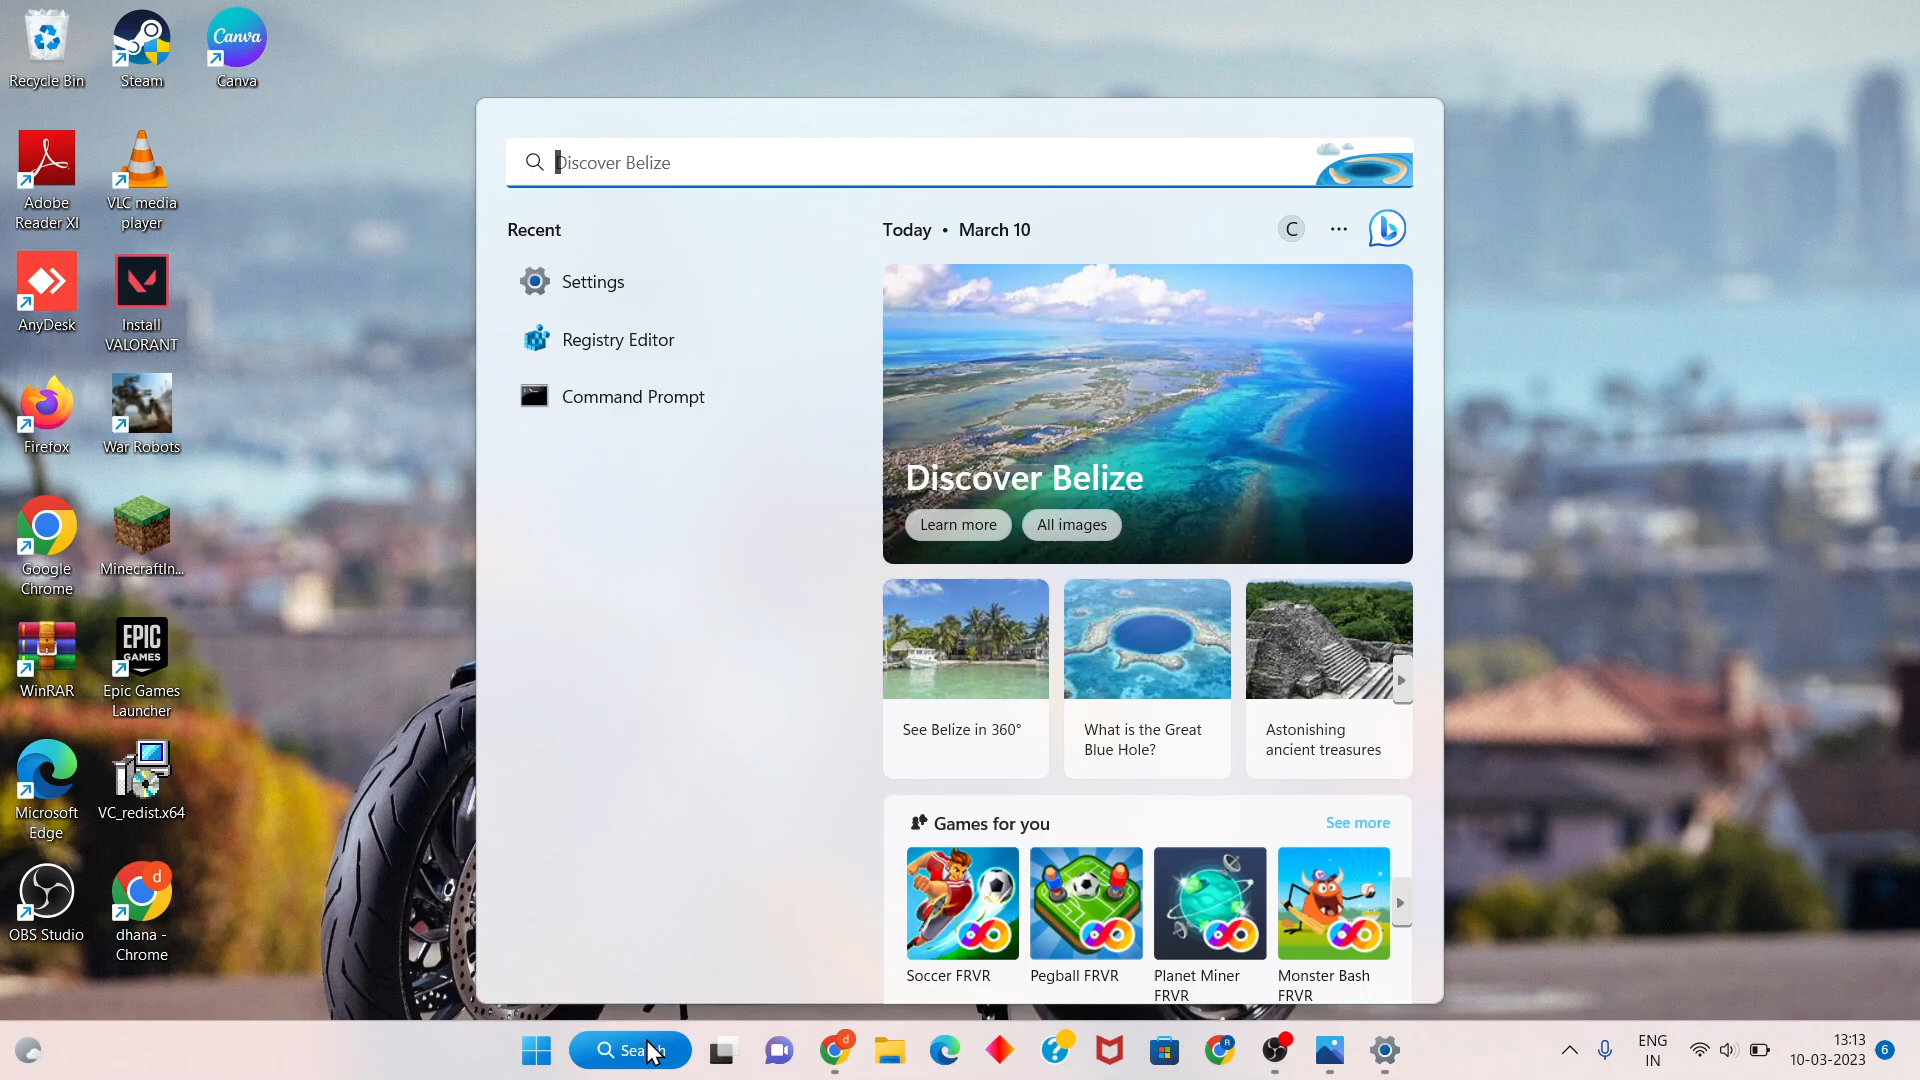 Recycle Bin
Steam
Canva
Canva
Adobe
Reader XI
VLC media
player
AnyDesk
Install
VALORANT
Firefox
War Robots
Google
Chrome
MinecraftIn...
WinRAR
EPIC
GAMES
Epic Games
Launcher
Microsoft
Edge
VC_redist.x64
OBS Studio
d
dhana -
Chrome
Discover Belize
Recent
Settings
Registry Editor
Command Prompt
Today • March 10
C
Discover Belize
Learn more
All images
See Belize in 360°
What is the Great
Blue Hole?
Astonishing
ancient treasures
Games for you
See more
Soccer FRVR
Pegball FRVR
Planet Miner
FRVR
Monster Bash
FRVR
d
R
ENG
IN
13:13
10-03-2023
6